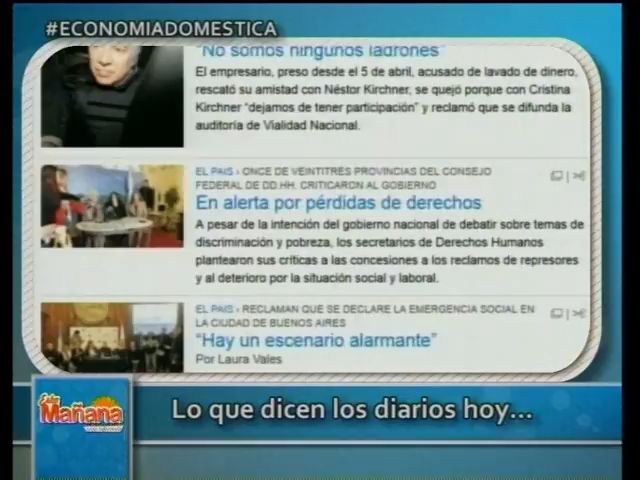 #ECONOMIADOMESTICA
"No somos ningunos ladrones"
El empresario, preso desde el 5 de abril, acusado de lavado de dinero,
rescató su amistad con Néstor Kirchner, se quejó porque con Cristina
Kirchner "dejamos de tener participación" y reclamó que se difunda la
auditoría de Vialidad Nacional.
EL PAIS › ONCE DE VEINTITRES PROVINCIAS DEL CONSEJO
FEDERAL DE DD.HH. CRITICARON AL GOBIERNO
En alerta por pérdidas de derechos
A pesar de la intención del gobierno nacional de debatir sobre temas de
discriminación y pobreza, los secretarios de Derechos Humanos
plantearon sus críticas a las concesiones a los reclamos de represores
y al deterioro por la situación social y laboral.
EL PAIS › RECLAMAN QUE SE DECLARE LA EMERGENCIA SOCIAL EN
LA CIUDAD DE BUENOS AIRES
"Hay un escenario alarmante"
Por Laura Vales
Mañana
Lo que dicen los diarios hoy...